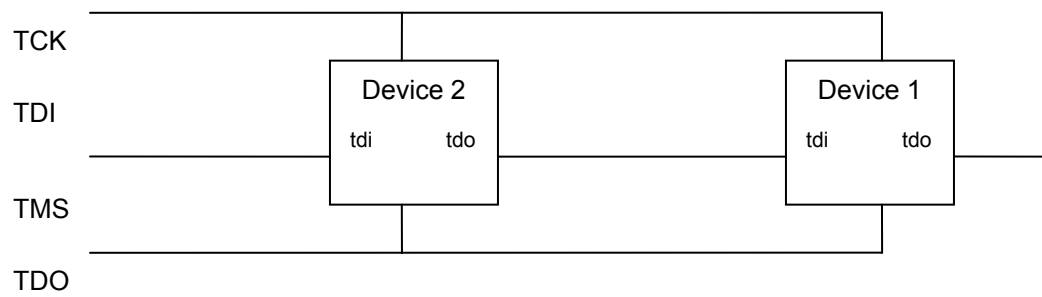 TCK
Device 2
Device 1
TDI
tdi tdo
tdi tdo
TMS
TDO